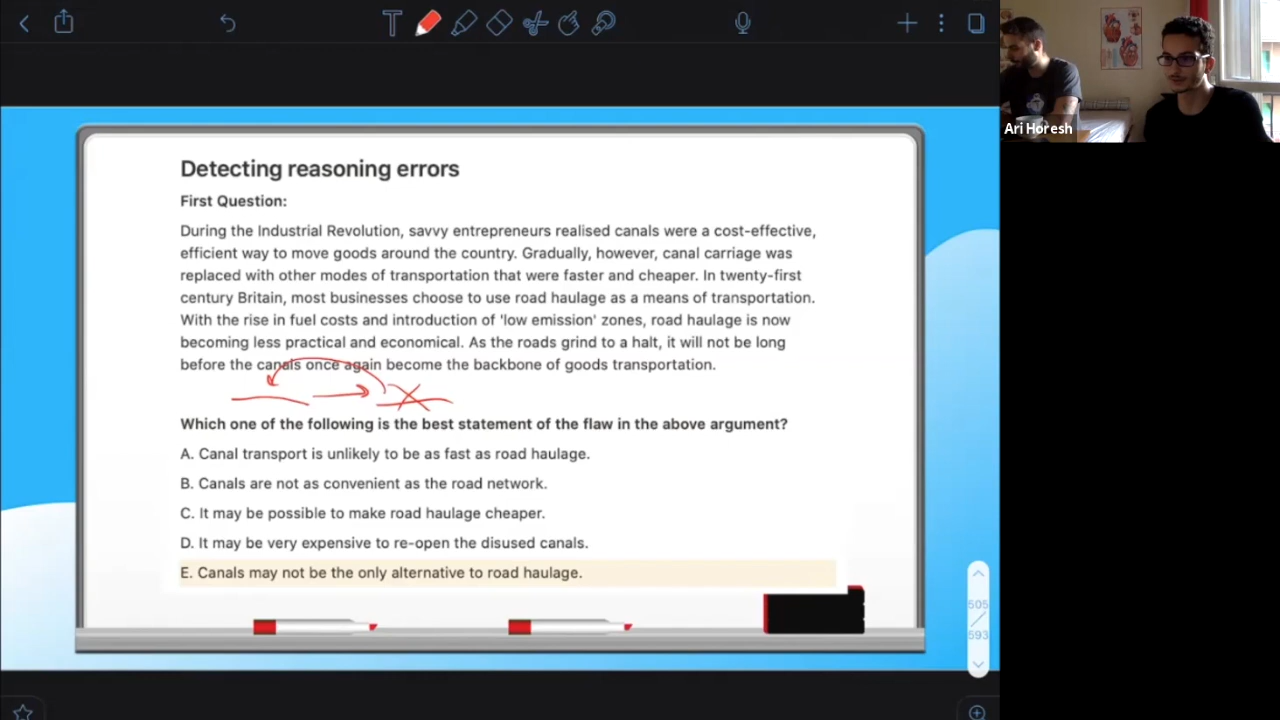 Detecting reasoning errors
First Question:
During the Industrial Revolution, savvy entrepreneurs realised canals were a cost-effective,
efficient way to move goods around the country. Gradually, however, canal carriage was
replaced with other modes of transportation that were faster and cheaper. In twenty-first
century Britain, most businesses choose to use road haulage as a means of transportation.
With the rise in fuel costs and introduction of 'low emission' zones, road haulage is now
becoming less practical and economical. As the roads grind to a halt, it will not be long
before the canals once again become the backbone of goods transportation.
Which one of the following is the best statement of the flaw in the above argument?
A. Canal transport is unlikely to be as fast as road haulage.
B. Canals are not as convenient as the road network.
C. It may be possible to make road haulage cheaper.
D. It may be very expensive to re-open the disused canals.
E. Canals may not be the only alternative to road haulage.
505
593
Ari Horesh